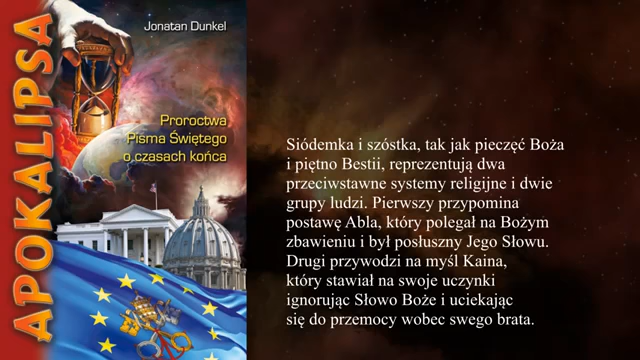 Jonatan Dunkel
APOKALIPSA
Proroctwa
Pisma Świętego
o czasach końca
Siódemka i szóstka, tak jak pieczęć Boża
i piętno Bestii, reprezentują dwa
przeciwstawne systemy religijne i dwie
grupy ludzi. Pierwszy przypomina
postawę Abla, który polegał na Bożym
zbawieniu i był posłuszny Jego Słowu.
Drugi przywodzi na myśl Kaina,
który stawiał na swoje uczynki
ignorując Słowo Boże i uciekając
się do przemocy wobec swego brata.